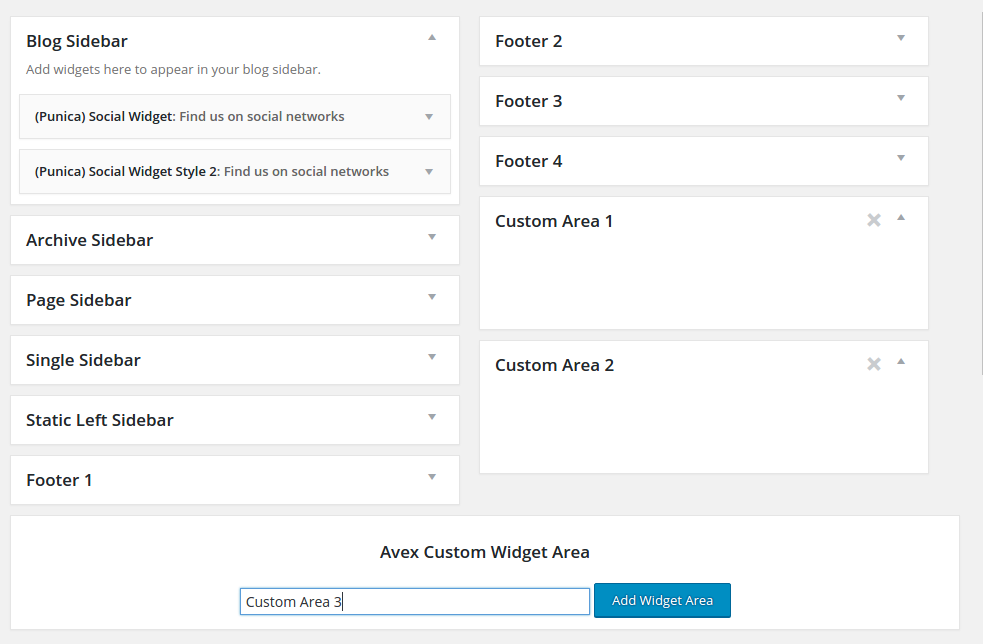 Blog Sidebar
Add widgets here to appear in your blog sidebar.
(Punica) Social Widget: Find us on social networks
(Punica) Social Widget Style 2: Find us on social networks
Archive Sidebar
Page Sidebar
Single Sidebar
Static Left Sidebar
Footer 1
Footer 2
Footer 3
Footer 4
Custom Area 1
Custom Area 2
Avex Custom Widget Area
Custom Area 3
Add Widget Area